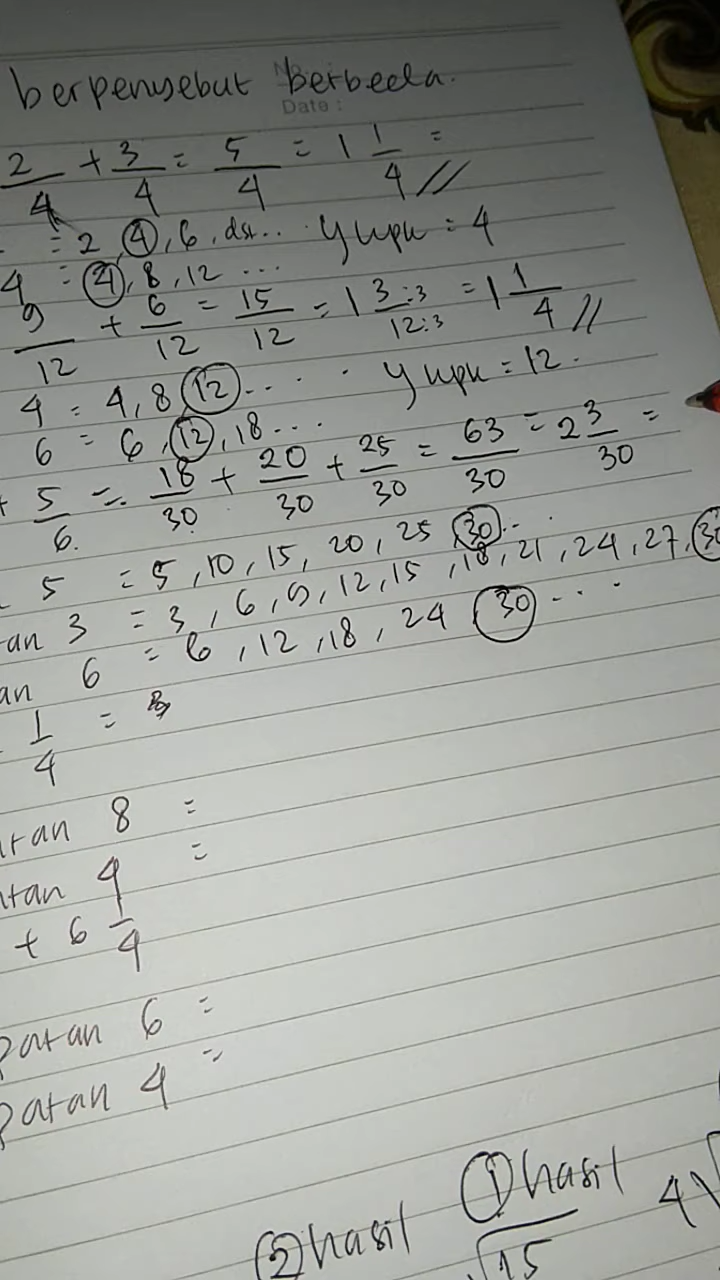 berpenyebut berbeda.
No
Date :
2/4 + 3/4 = 5/4 = 1 1/4 =
= 2, 4, 6, dst.. y kpk = 4
4 = 4, 8, 12 ...
9/12 + 6/12 = 15/12 = 1 3:3/12:3 = 1 1/4
4 = 4, 8, 12 .... y kpk = 12.
6 = 6, 12, 18...
+ 5/6 = 18/30 + 20/30 + 25/30 = 63/30 = 2 3/30 =
5 = 5, 10, 15, 20, 25 30...
an 3 = 3, 6, 9, 12, 15, 18, 21, 24, 27, 30
an 6 = 6, 12, 18, 24 30 ...
1/4 =
atan 8 =
atan 4 =
+ 6 1/4
patan 6 =
patan 4 =
① hasil 4√
② hasil √15